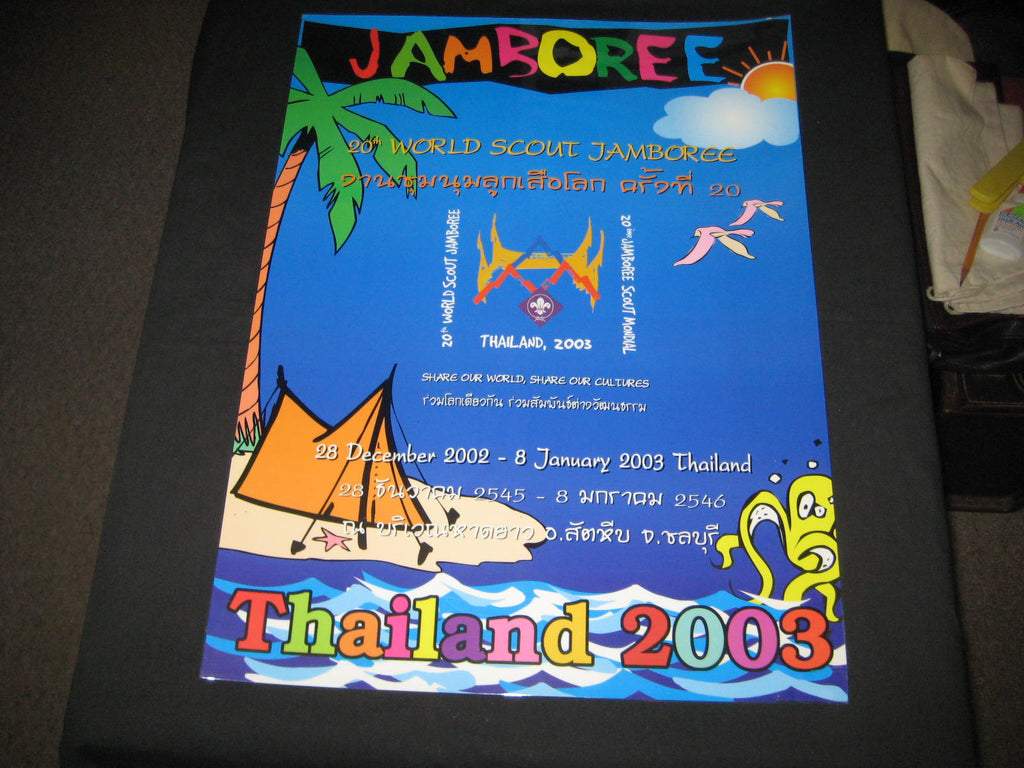 JAMBOREE
20th WORLD SCOUT JAMBOREE
งานชุมนุมลูกเสือโลก ครั้งที่ 20
20th WORLD SCOUT JAMBOREE
20ème JAMBOREE SCOUT MONDIAL
THAILAND, 2003
SHARE OUR WORLD, SHARE OUR CULTURES
ร่วมโลกเดียวกัน ร่วมสัมพันธ์ต่างวัฒนธรรม
28 December 2002 - 8 January 2003 Thailand
28 ธันวาคม 2545 - 8 มกราคม 2546
ณ บริเวณหาดยาว อ.สัตหีบ จ.ชลบุรี
Thailand 2003